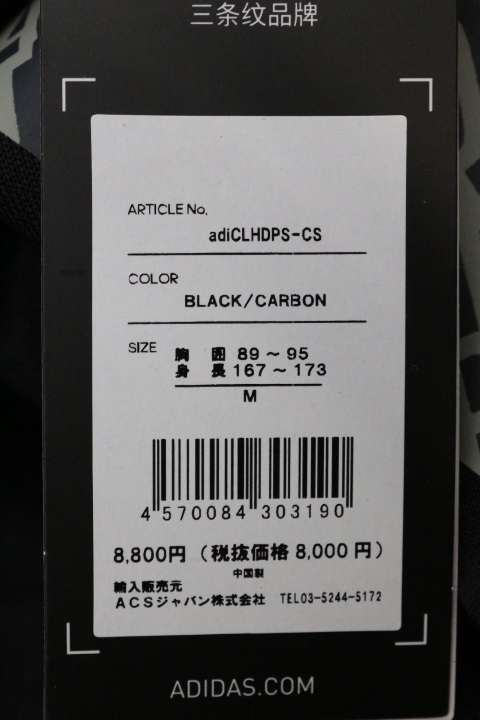 三条纹品牌
ARTICLE No.
adiCLHDPS-CS
COLOR
BLACK/CARBON
SIZE
胸 囲 89 ~ 95
身 長 167 ~ 173
M
4 570084 303190
8,800円 (税抜価格 8,000 円)
中国製
輸入販売元
ACSジャパン株式会社 TEL03-5244-5172
ADIDAS.COM